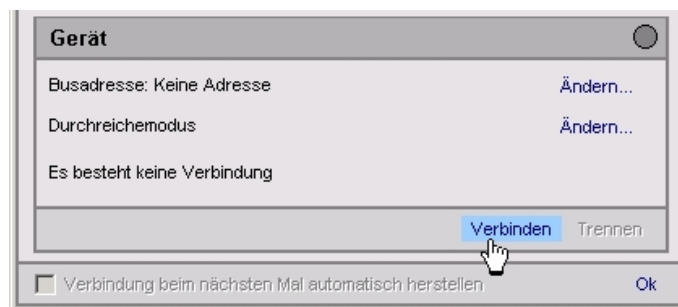 Gerät
Busadresse: Keine Adresse Ändern...
Durchreichemodus Ändern...
Es besteht keine Verbindung
Verbinden Trennen
Verbindung beim nächsten Mal automatisch herstellen Ok